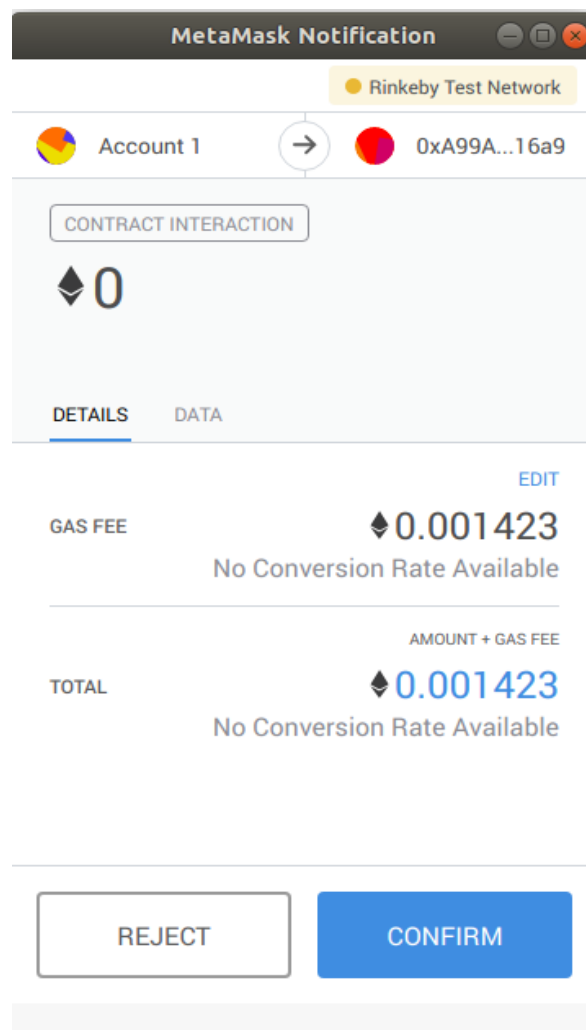 MetaMask Notification
Rinkeby Test Network
Account 1
0xA99A...16a9
CONTRACT INTERACTION
0
DETAILS DATA
EDIT
GAS FEE 0.001423
No Conversion Rate Available
AMOUNT + GAS FEE
TOTAL 0.001423
No Conversion Rate Available
REJECT CONFIRM